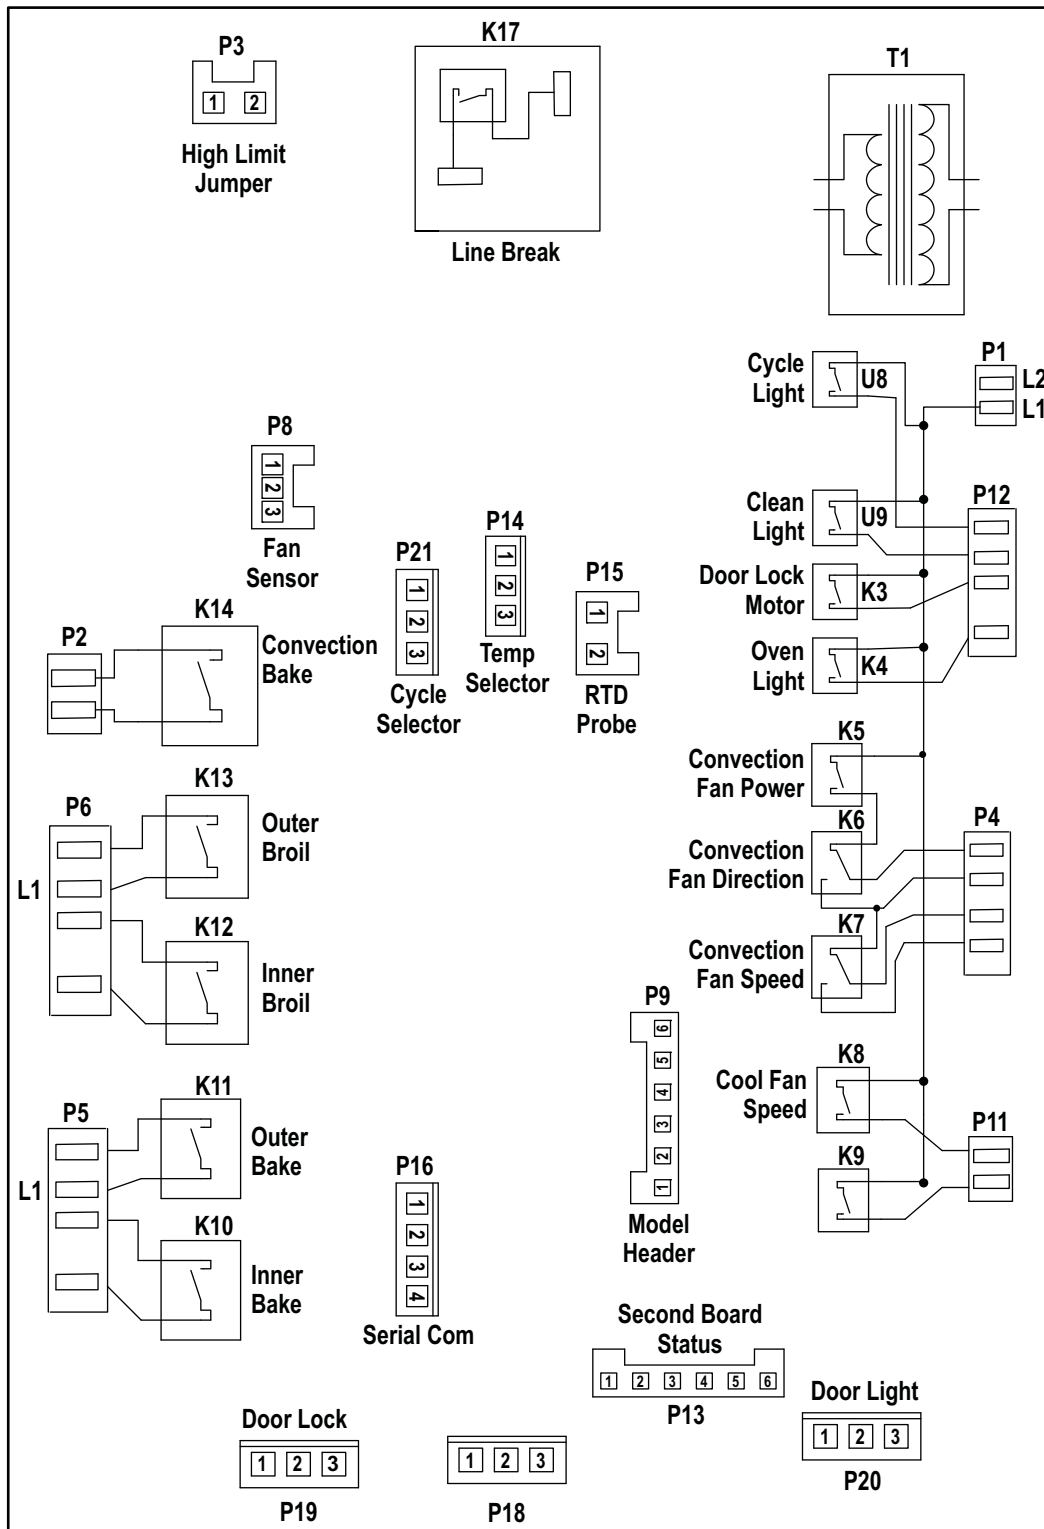 P3
1 2
High Limit
Jumper
K17
Line Break
T1
Cycle
Light
U8
P1
L2
L1
P8
1
2
3
Fan
Sensor
Clean
Light
U9
P12
P14
1
2
3
Temp
Selector
P21
1
2
3
Cycle
Selector
P15
1
2
RTD
Probe
Door Lock
Motor
K3
Oven
Light
K4
P2
K14
Convection
Bake
K5
Convection
Fan Power
K6
Convection
Fan Direction
P4
K7
Convection
Fan Speed
P6
L1
K13
Outer
Broil
K12
Inner
Broil
P9
6
5
4
3
2
1
Model
Header
K8
Cool Fan
Speed
P11
K9
P5
L1
K11
Outer
Bake
K10
Inner
Bake
P16
1
2
3
4
Serial Com
Second Board
Status
1 2 3 4 5 6
P13
Door Light
1 2 3
P20
Door Lock
1 2 3
P19
1 2 3
P18